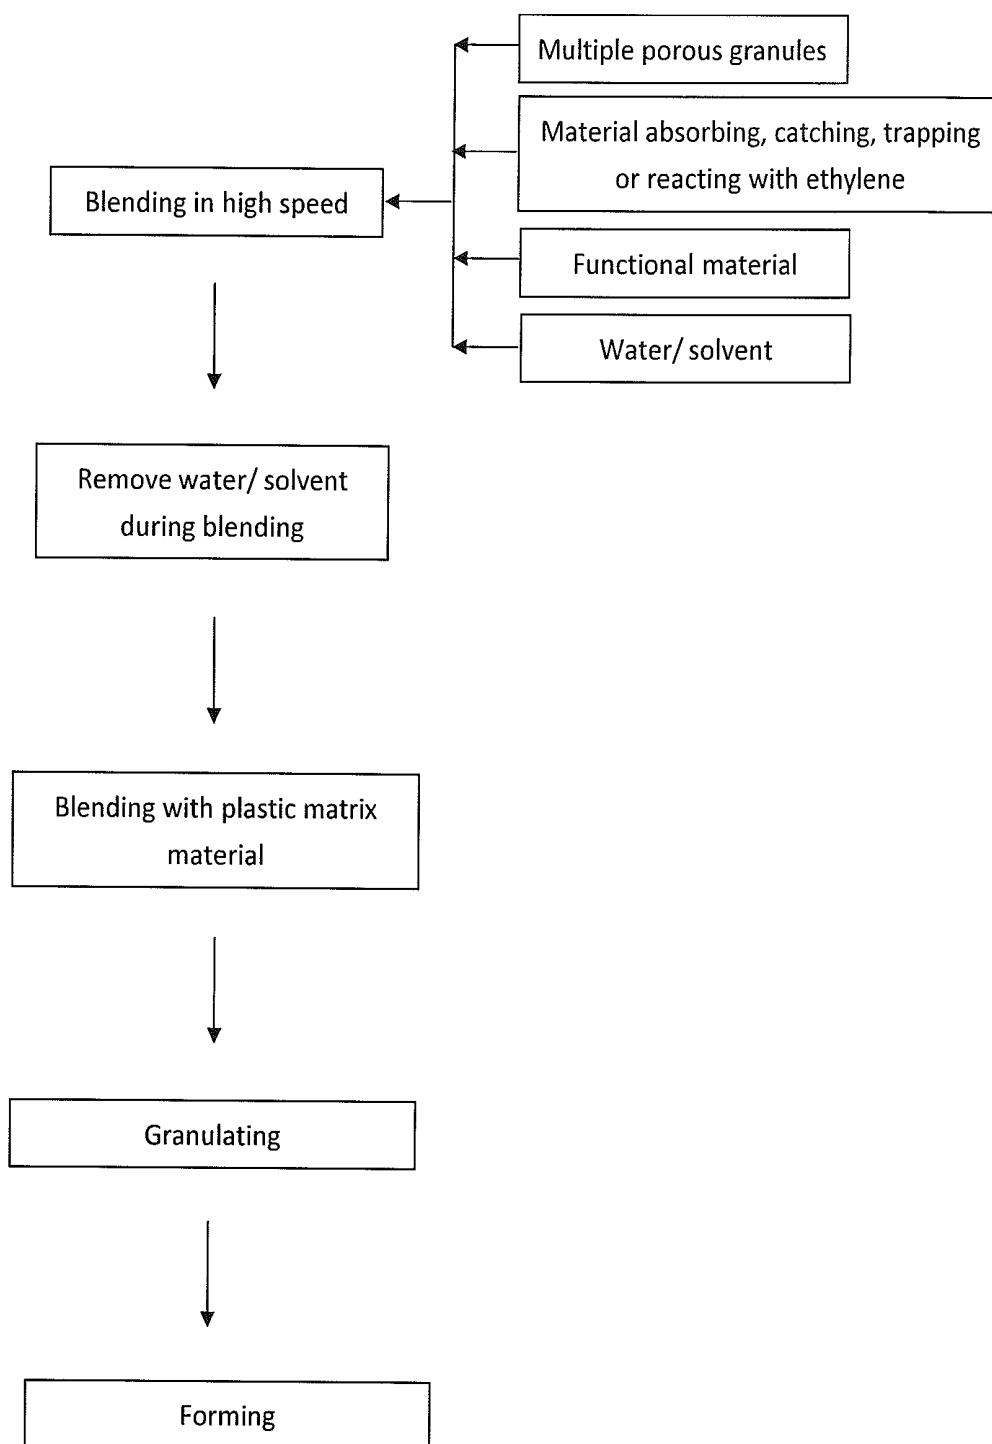 Multiple porous granules
Material absorbing, catching, trapping
or reacting with ethylene
Blending in high speed
Functional material
Water/ solvent
Remove water/ solvent
during blending
Blending with plastic matrix
material
Granulating
Forming